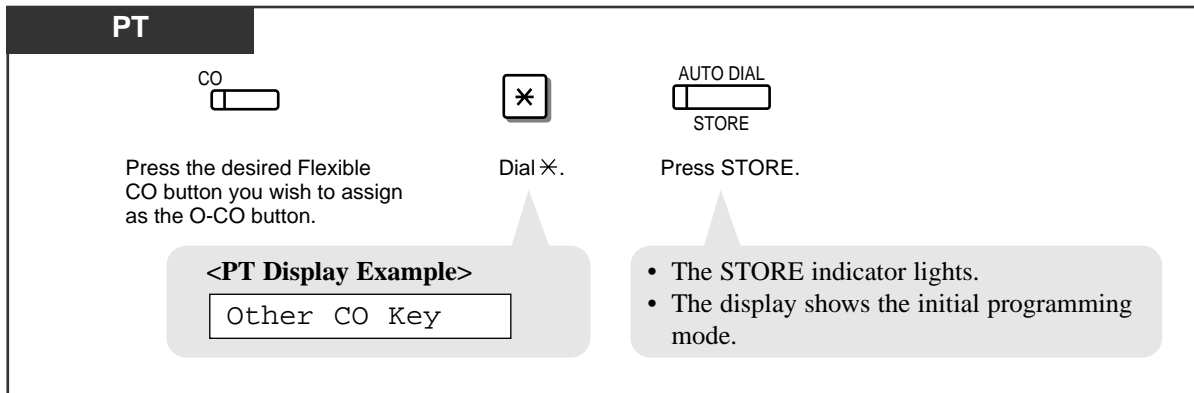 PT
CO
AUTO DIAL
STORE
Press the desired Flexible
CO button you wish to assign
as the O-CO button.
Dial ✕.
Press STORE.
<PT Display Example>
Other CO Key
• The STORE indicator lights.
• The display shows the initial programming
mode.